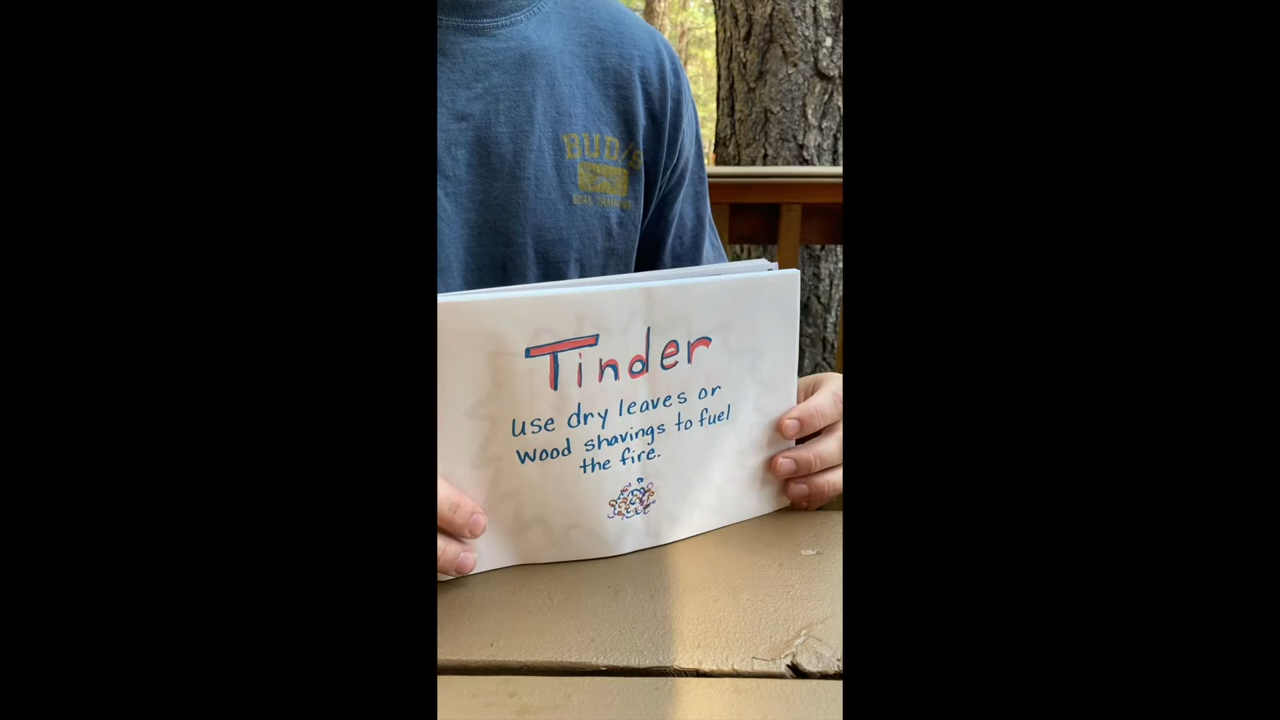 Tinder
use dry leaves or
wood shavings to fuel
the fire.